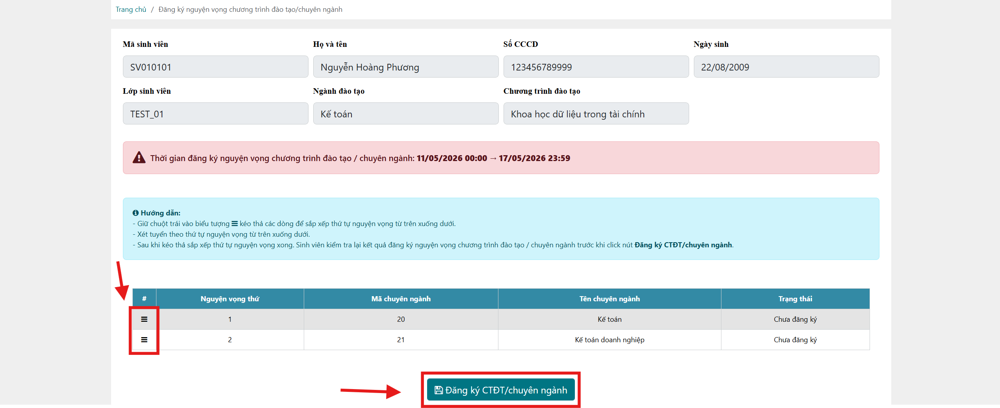 Trang chủ / Đăng ký nguyện vọng chương trình đào tạo/chuyên ngành
Mã sinh viên Họ và tên Số CCCD Ngày sinh
SV010101 Nguyễn Hoàng Phương 123456789999 22/08/2009
Lớp sinh viên Ngành đào tạo Chương trình đào tạo
TEST_01 Kế toán Khoa học dữ liệu trong tài chính
Thời gian đăng ký nguyện vọng chương trình đào tạo / chuyên ngành: 11/05/2026 00:00 → 17/05/2026 23:59
Hướng dẫn:
- Giữ chuột trái vào biểu tượng ☰ kéo thả các dòng để sắp xếp thứ tự nguyện vọng từ trên xuống dưới.
- Xét tuyển theo thứ tự nguyện vọng từ trên xuống dưới.
- Sau khi kéo thả sắp xếp thứ tự nguyện vọng xong. Sinh viên kiểm tra lại kết quả đăng ký nguyện vọng chương trình đào tạo / chuyên ngành trước khi click nút Đăng ký CTĐT/chuyên ngành.
# Nguyện vọng thứ Mã chuyên ngành Tên chuyên ngành Trạng thái
1 20 Kế toán Chưa đăng ký
2 21 Kế toán doanh nghiệp Chưa đăng ký
Đăng ký CTĐT/chuyên ngành